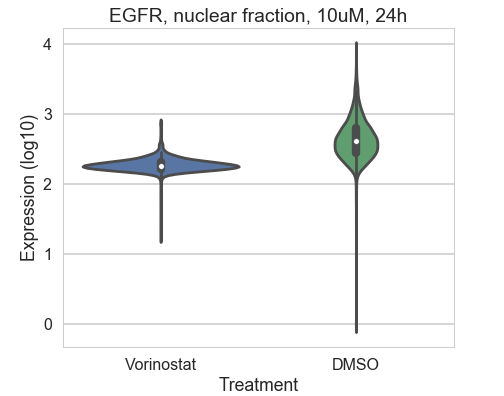 EGFR, nuclear fraction, 10uM, 24h
Expression (log10)
4
3
2
1
0
Vorinostat
DMSO
Treatment